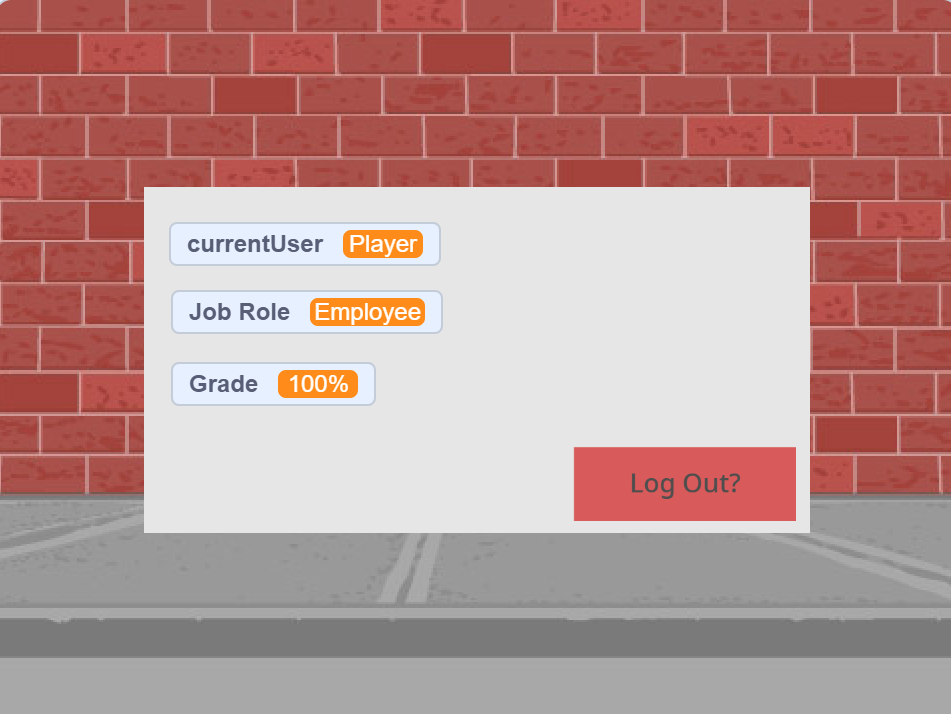 currentUser Player
Job Role Employee
Grade 100%
Log Out?